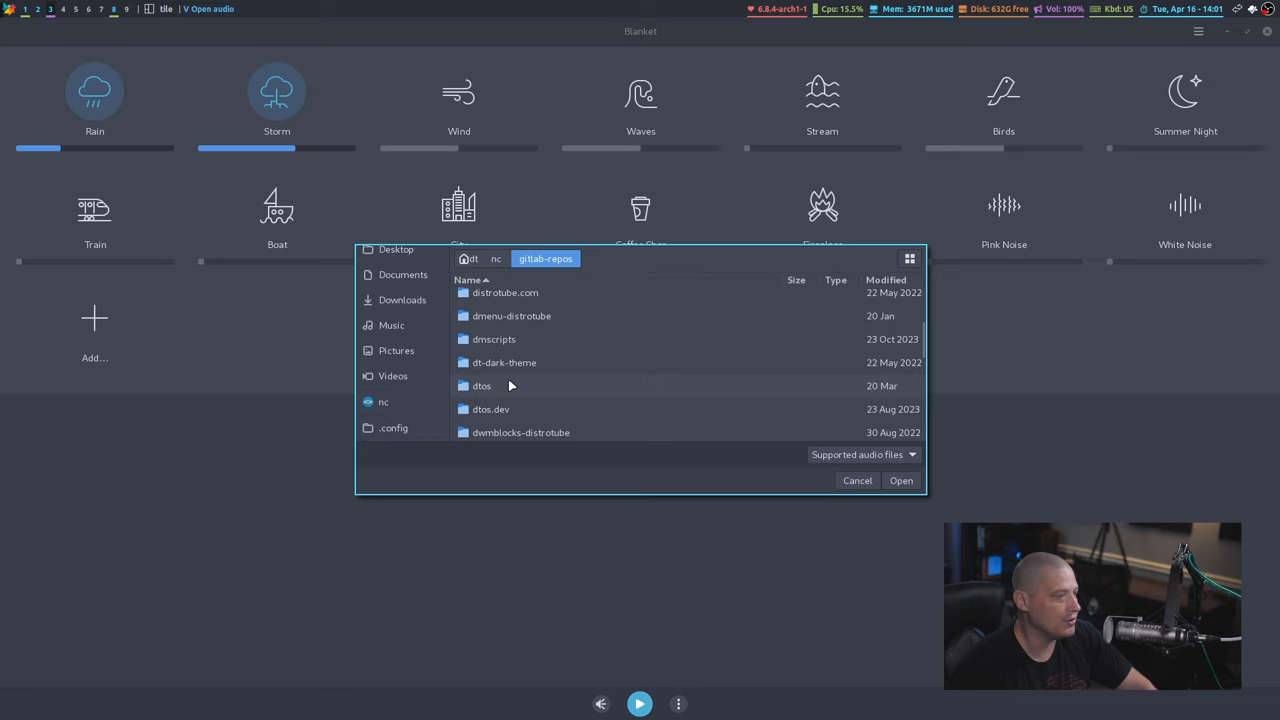 1 2 3 4 5 6 7 8 9 tile V Open audio
6.8.4-arch1-1 Cpu: 15.5% Mem: 3671M used Disk: 632G free Vol: 100% Kbd: US Tue, Apr 16 - 14:01
Blanket
Rain Storm Wind Waves Stream Birds Summer Night
Train Boat Pink Noise White Noise
Add...
dt nc gitlab-repos
Name Size Type Modified
Desktop
Documents
Downloads
Music
Pictures
Videos
nc
.config
distrotube.com 22 May 2022
dmenu-distrotube 20 Jan
dmscripts 23 Oct 2023
dt-dark-theme 22 May 2022
dtos 20 Mar
dtos.dev 23 Aug 2023
dwmblocks-distrotube 30 Aug 2022
Supported audio files
Cancel Open